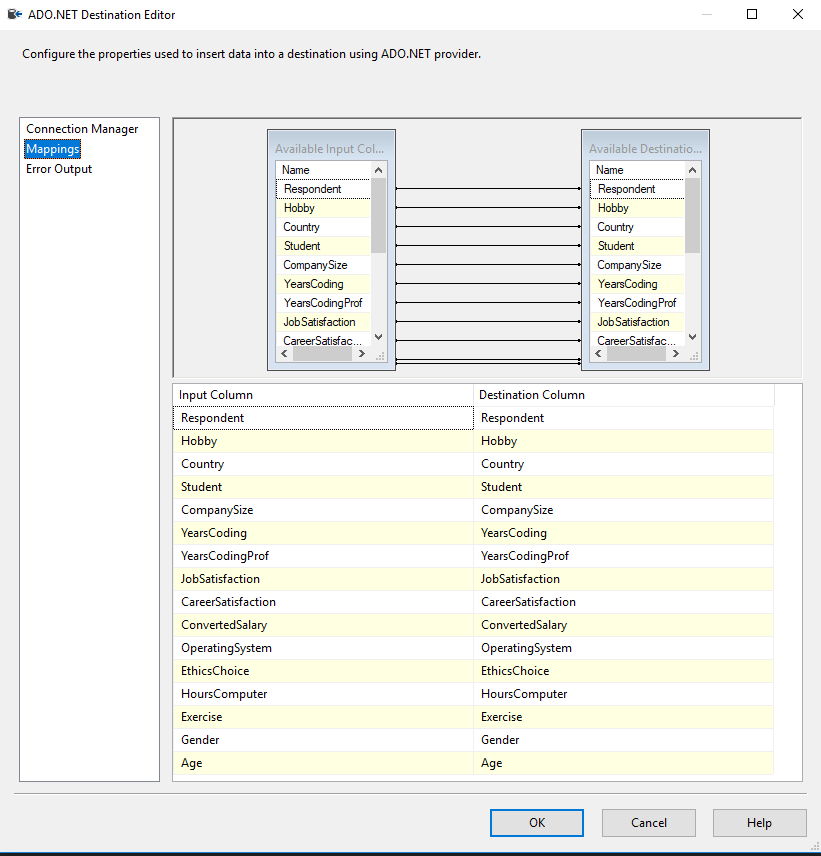 ADO.NET Destination Editor
Configure the properties used to insert data into a destination using ADO.NET provider.
Connection Manager
Mappings
Error Output
Available Input Col...
Name
Respondent
Hobby
Country
Student
CompanySize
YearsCoding
YearsCodingProf
JobSatisfaction
CareerSatisfac...
Available Destinatio...
Name
Respondent
Hobby
Country
Student
CompanySize
YearsCoding
YearsCodingProf
JobSatisfaction
CareerSatisfac...
Input Column Destination Column
Respondent Respondent
Hobby Hobby
Country Country
Student Student
CompanySize CompanySize
YearsCoding YearsCoding
YearsCodingProf YearsCodingProf
JobSatisfaction JobSatisfaction
CareerSatisfaction CareerSatisfaction
ConvertedSalary ConvertedSalary
OperatingSystem OperatingSystem
EthicsChoice EthicsChoice
HoursComputer HoursComputer
Exercise Exercise
Gender Gender
Age Age
OK Cancel Help